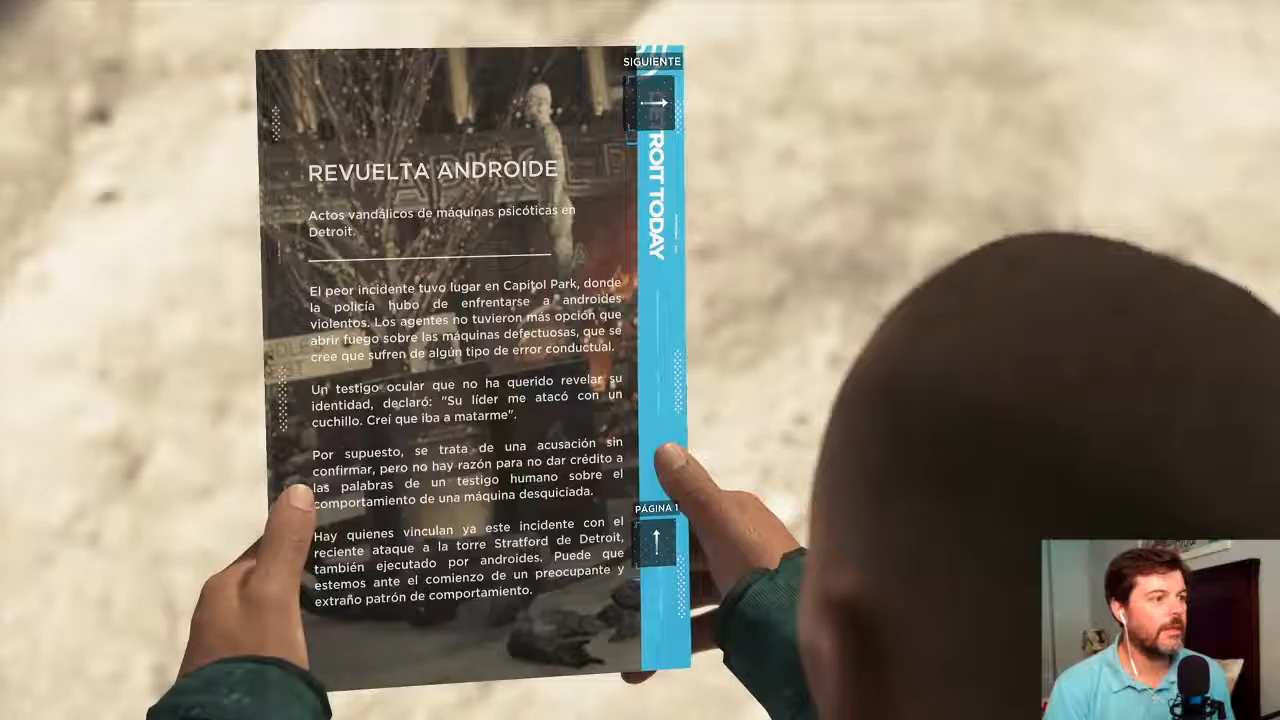 SIGUIENTE
REVUELTA ANDROIDE
Actos vandálicos de máquinas psicóticas en
Detroit.
El peor incidente tuvo lugar en Capitol Park, donde
la policía hubo de enfrentarse a androides
violentos. Los agentes no tuvieron más opción que
abrir fuego sobre las máquinas defectuosas, que se
cree que sufren de algún tipo de error conductual.
Un testigo ocular que no ha querido revelar su
identidad, declaró: "Su líder me atacó con un
cuchillo. Creí que iba a matarme".
Por supuesto, se trata de una acusación sin
confirmar, pero no hay razón para no dar crédito a
las palabras de un testigo humano sobre el
comportamiento de una máquina desquiciada.
Hay quienes vinculan ya este incidente con el
reciente ataque a la torre Stratford de Detroit,
también ejecutado por androides. Puede que
estemos ante el comienzo de un preocupante y
extraño patrón de comportamiento.
DETROIT TODAY
PÁGINA 1